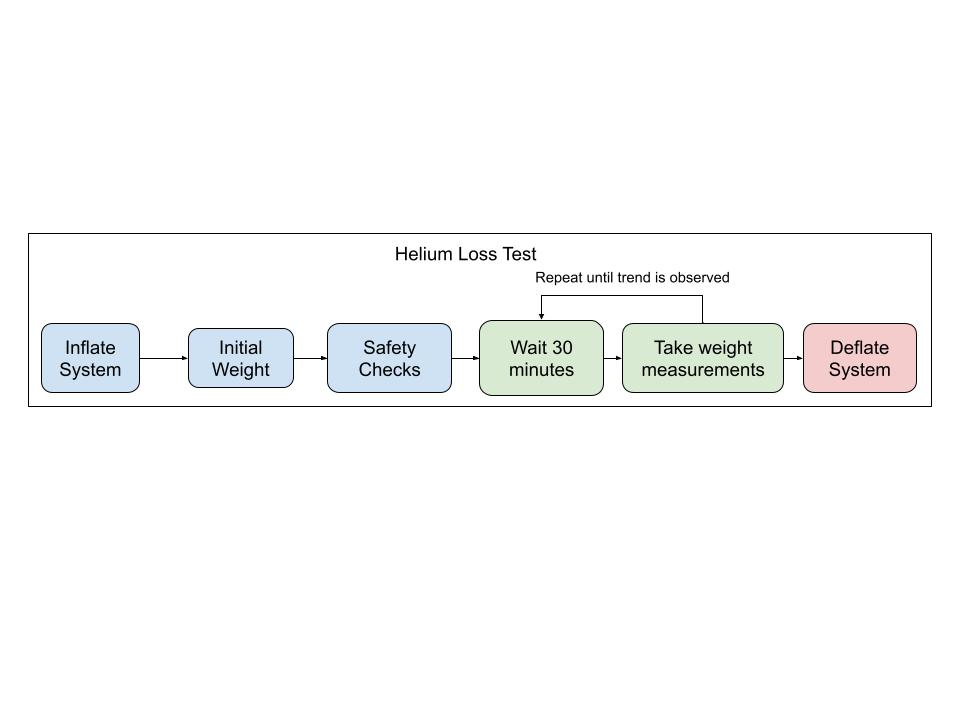 Helium Loss Test
Repeat until trend is observed
Inflate
System
Initial
Weight
Safety
Checks
Wait 30
minutes
Take weight
measurements
Deflate
System